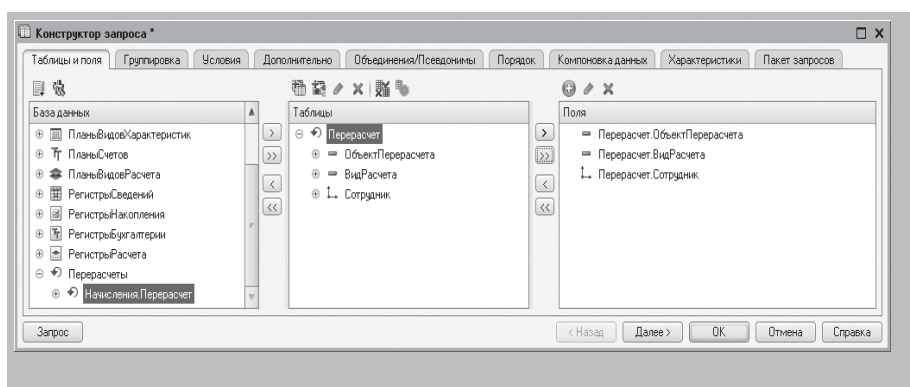 Конструктор запроса *
Таблицы и поля Группировка Условия Дополнительно Объединения/Псевдонимы Порядок Компоновка данных Характеристики Пакет запросов
База данных
ПланыВидовХарактеристик
ПланыСчетов
ПланыВидовРасчета
РегистрыСведений
РегистрыНакопления
РегистрыБухгалтерии
РегистрыРасчета
Перерасчеты
Начисления.Перерасчет
> >> < <<
Таблицы
Перерасчет
ОбъектПерерасчета
ВидРасчета
Сотрудник
> >> < <<
Поля
Перерасчет.ОбъектПерерасчета
Перерасчет.ВидРасчета
Перерасчет.Сотрудник
Запрос < Назад Далее > ОК Отмена Справка